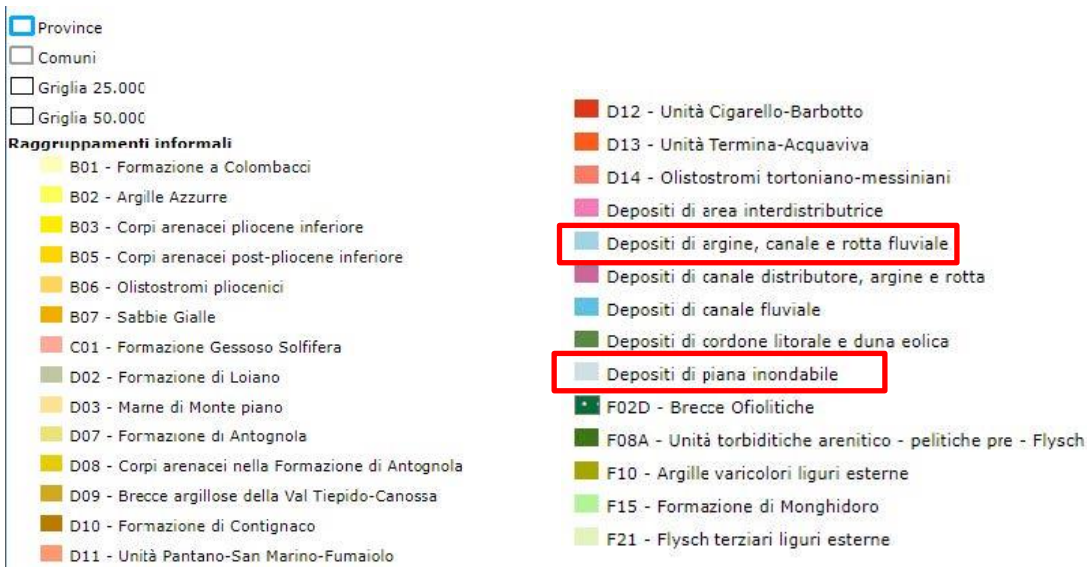 Province
Comuni
Griglia 25.000
Griglia 50.000
Raggruppamenti informali
B01 - Formazione a Colombacci
B02 - Argille Azzurre
B03 - Corpi arenacei pliocene inferiore
B05 - Corpi arenacei post-pliocene inferiore
B06 - Olistostromi pliocenici
B07 - Sabbie Gialle
C01 - Formazione Gessoso Solfifera
D02 - Formazione di Loiano
D03 - Marne di Monte piano
D07 - Formazione di Antognola
D08 - Corpi arenacei nella Formazione di Antognola
D09 - Brecce argillose della Val Tiepido-Canossa
D10 - Formazione di Contignaco
D11 - Unità Pantano-San Marino-Fumaiolo
D12 - Unità Cigarello-Barbotto
D13 - Unità Termina-Acquaviva
D14 - Olistostromi tortoniano-messiniani
Depositi di area interdistributrice
Depositi di argine, canale e rotta fluviale
Depositi di canale distributore, argine e rotta
Depositi di canale fluviale
Depositi di cordone litorale e duna eolica
Depositi di piana inondabile
F02D - Brecce Ofiolitiche
F08A - Unità torbiditiche arenitico - pelitiche pre - Flysch
F10 - Argille varicolori liguri esterne
F15 - Formazione di Monghidoro
F21 - Flysch terziari liguri esterne